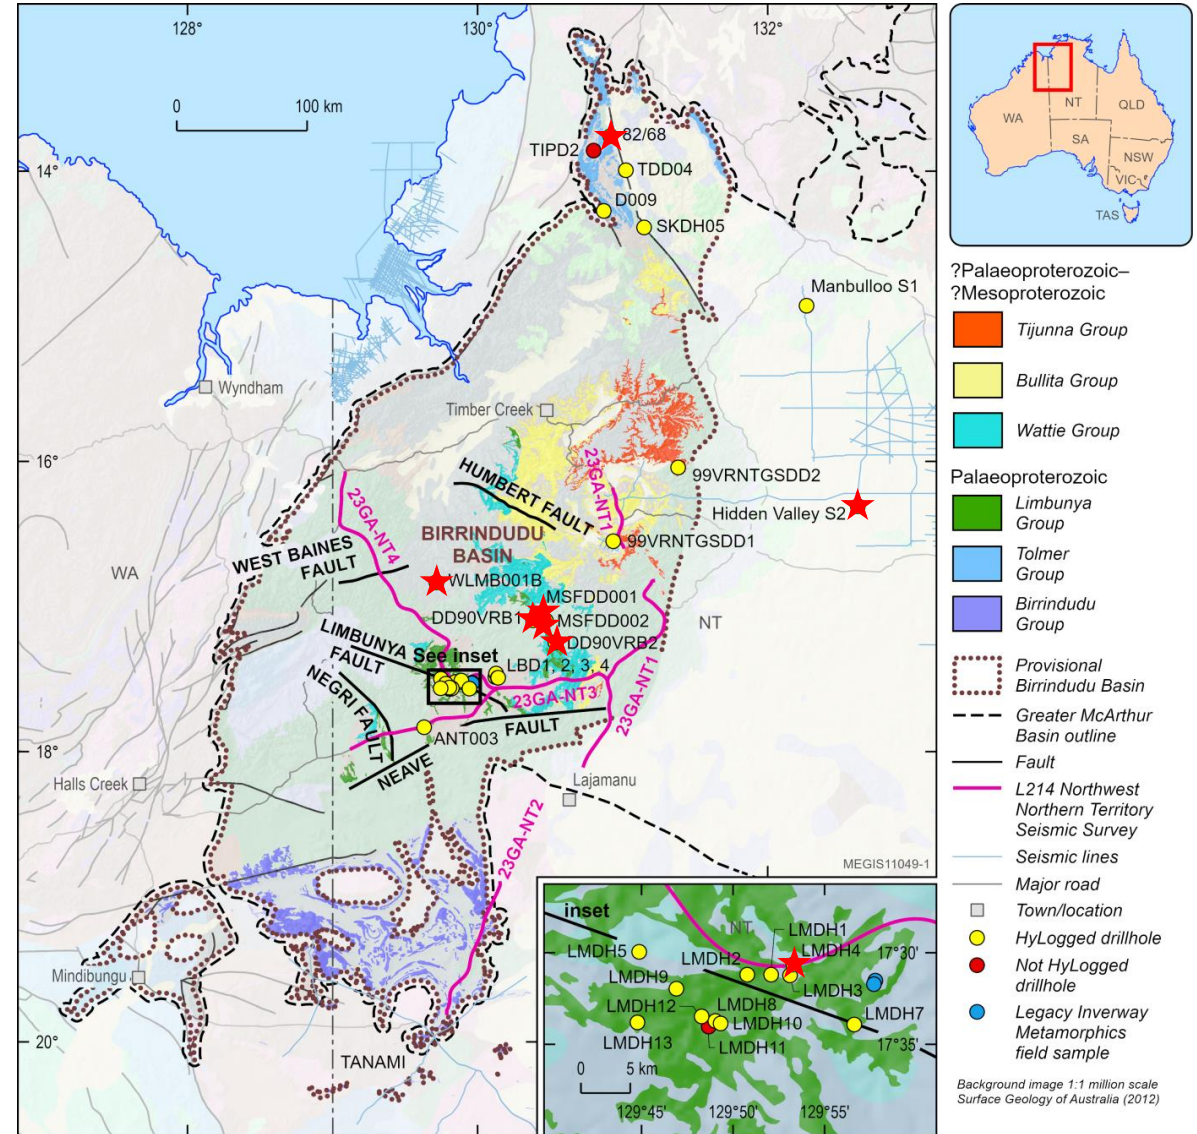 128°
130°
132°
0
100 km
82/68
TIPD2
TDD04
14°
D009
SKDH05
Manbulloo S1
Wyndham
Timber Creek
16°
23GA-NT1
99VRNTGSDD2
HUMBERT FAULT
23GA-NT4
Hidden Valley S2
BIRRINDUDU
BASIN
99VRNTGSDD1
WEST BAINES
FAULT
WA
WLMB001B
MSFDD001
DD90VRB1
MSFDD002
NT
LIMBUNYA
FAULT
DD90VRB2
See inset
LBD1, 2, 3, 4
NEGRI FAULT
23GA-NT3
23GA-NT1
FAULT
ANT003
18°
NEAVE
Halls Creek
Lajamanu
23GA-NT2
MEGIS11049-1
Mindibungu
20°
TANAMI
inset
NT
LMDH1
LMDH5
LMDH2
LMDH4
17°30'
LMDH9
LMDH3
LMDH12
LMDH8
LMDH7
LMDH10
LMDH13
LMDH11
17°35'
0
5 km
129°45'
129°50'
129°55'
WA
NT
QLD
SA
NSW
VIC
TAS
?Palaeoproterozoic–
?Mesoproterozoic
Tijunna Group
Bullita Group
Wattie Group
Palaeoproterozoic
Limbunya
Group
Tolmer
Group
Birrindudu
Group
Provisional
Birrindudu Basin
Greater McArthur
Basin outline
Fault
L214 Northwest
Northern Territory
Seismic Survey
Seismic lines
Major road
Town/location
HyLogged drillhole
Not HyLogged
drillhole
Legacy Inverway
Metamorphics
field sample
Background image 1:1 million scale
Surface Geology of Australia (2012)